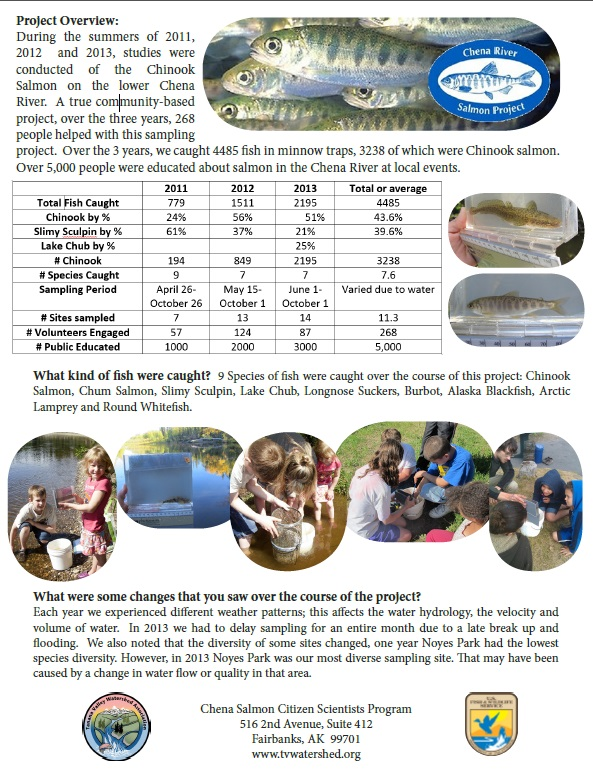 Project Overview:
During the summers of 2011,
2012 and 2013, studies were
conducted of the Chinook
Salmon on the lower Chena
River. A true community-based
project, over the three years, 268
people helped with this sampling
project. Over the 3 years, we caught 4485 fish in minnow traps, 3238 of which were Chinook salmon.
Over 5,000 people were educated about salmon in the Chena River at local events.
Chena River
Salmon Project
2011 2012 2013 Total or average
Total Fish Caught 779 1511 2195 4485
Chinook by % 24% 56% 51% 43.6%
Slimy Sculpin by % 61% 37% 21% 39.6%
Lake Chub by % 25%
# Chinook 194 849 2195 3238
# Species Caught 9 7 7 7.6
Sampling Period April 26- May 15- June 1- Varied due to water
October 26 October 1 October 1
# Sites sampled 7 13 14 11.3
# Volunteers Engaged 57 124 87 268
# Public Educated 1000 2000 3000 5,000
What kind of fish were caught? 9 Species of fish were caught over the course of this project: Chinook
Salmon, Chum Salmon, Slimy Sculpin, Lake Chub, Longnose Suckers, Burbot, Alaska Blackfish, Arctic
Lamprey and Round Whitefish.
What were some changes that you saw over the course of the project?
Each year we experienced different weather patterns; this affects the water hydrology, the velocity and
volume of water. In 2013 we had to delay sampling for an entire month due to a late break up and
flooding. We also noted that the diversity of some sites changed, one year Noyes Park had the lowest
species diversity. However, in 2013 Noyes Park was our most diverse sampling site. That may have been
caused by a change in water flow or quality in that area.
Tanana Valley Watershed Association
Chena Salmon Citizen Scientists Program
516 2nd Avenue, Suite 412
Fairbanks, AK 99701
www.tvwatershed.org
U.S.
FISH & WILDLIFE
SERVICE